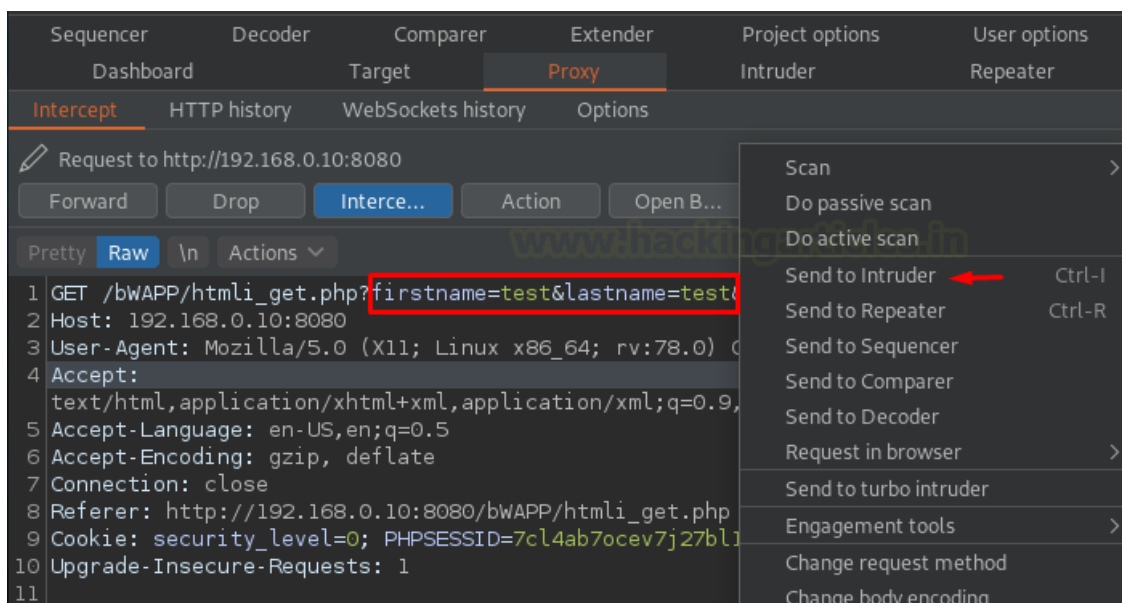 Sequencer Decoder Comparer Extender Project options User options
Dashboard Target Proxy Intruder Repeater
Intercept HTTP history WebSockets history Options
Request to http://192.168.0.10:8080
Forward Drop Interce... Action Open B...
Pretty Raw \n Actions
www.hackingarticles.in
1 GET /bWAPP/htmli_get.php?firstname=test&lastname=test&
2 Host: 192.168.0.10:8080
3 User-Agent: Mozilla/5.0 (X11; Linux x86_64; rv:78.0)
4 Accept:
text/html,application/xhtml+xml,application/xml;q=0.9,
5 Accept-Language: en-US,en;q=0.5
6 Accept-Encoding: gzip, deflate
7 Connection: close
8 Referer: http://192.168.0.10:8080/bWAPP/htmli_get.php
9 Cookie: security_level=0; PHPSESSID=7cl4ab7ocev7j27bl1
10 Upgrade-Insecure-Requests: 1
11
Scan
Do passive scan
Do active scan
Send to Intruder Ctrl-I
Send to Repeater Ctrl-R
Send to Sequencer
Send to Comparer
Send to Decoder
Request in browser
Send to turbo intruder
Engagement tools
Change request method
Change body encoding